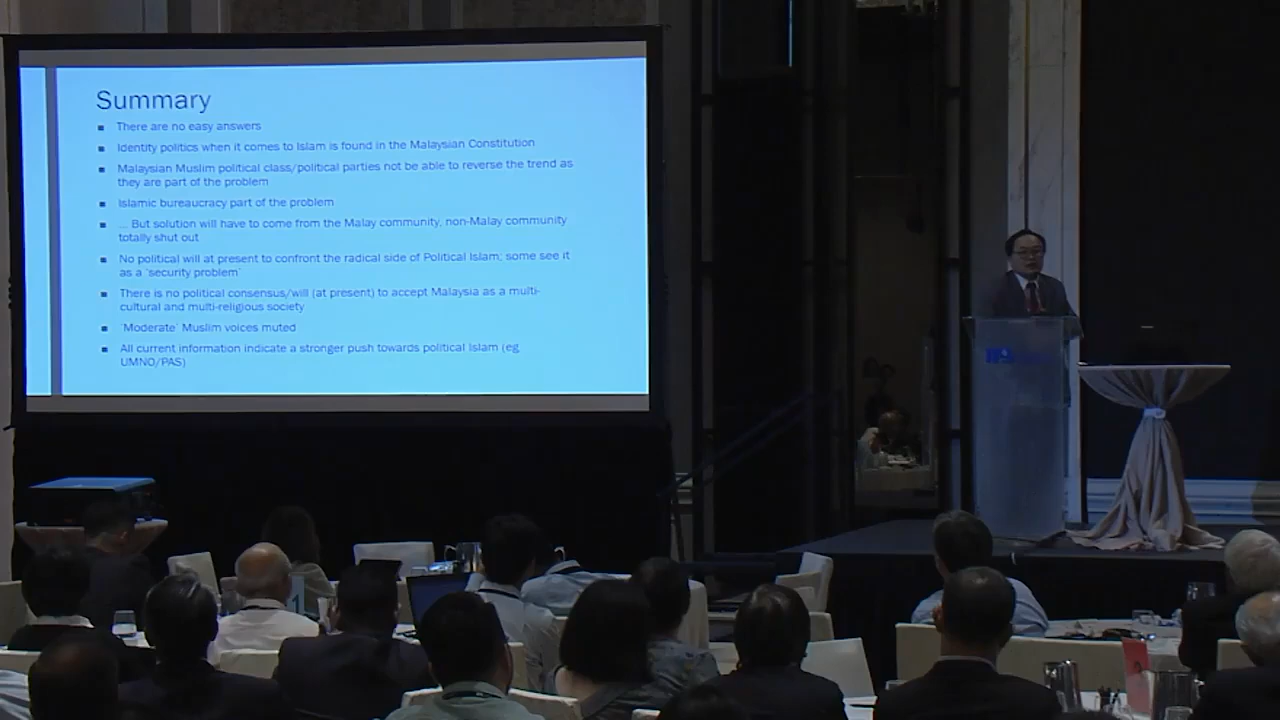 Summary
There are no easy answers
Identity politics when it comes to Islam is found in the Malaysian Constitution
Malaysian Muslim political class/political parties not be able to reverse the trend as
they are part of the problem
Islamic bureaucracy part of the problem
... But solution will have to come from the Malay community, non-Malay community
totally shut out
No political will at present to confront the radical side of Political Islam; some see it
as a 'security problem'
There is no political consensus/will (at present) to accept Malaysia as a multi-
cultural and multi-religious society
'Moderate' Muslim voices muted
All current information indicate a stronger push towards political Islam (eg,
UMNO/PAS)